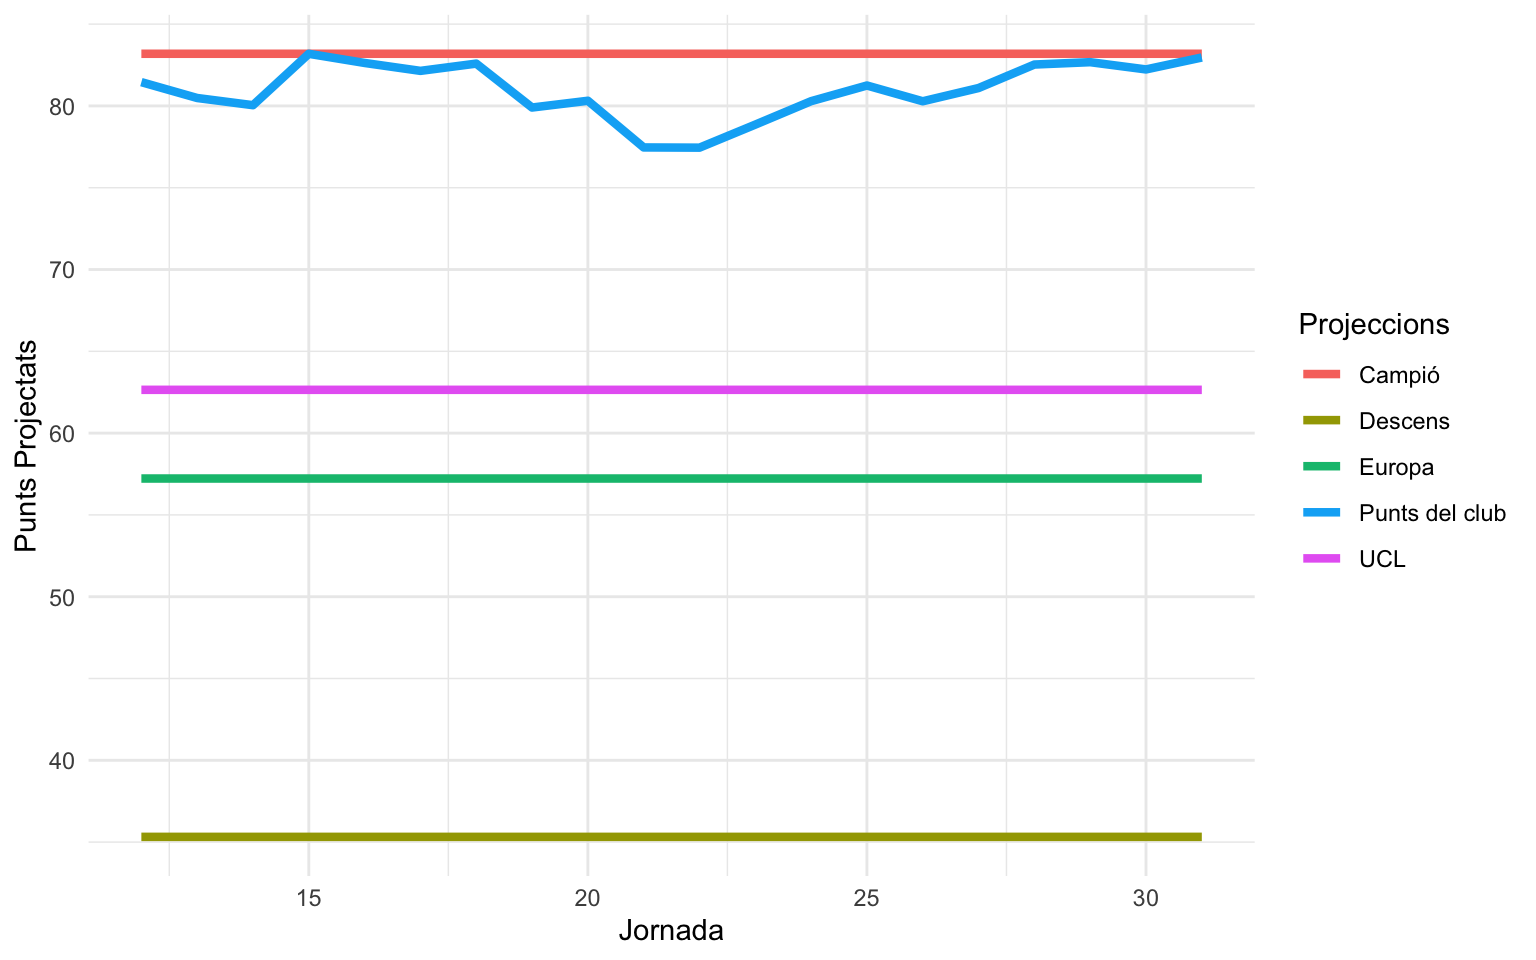 80
70
60
50
40
Punts Projectats
15
20
25
30
Jornada
Projeccions
Campió
Descens
Europa
Punts del club
UCL